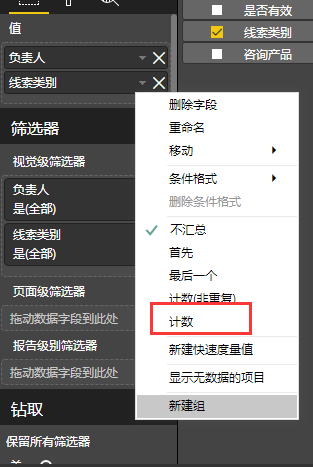 值
负责人
线索类别
筛选器
视觉级筛选器
负责人
是(全部)
线索类别
是(全部)
页面级筛选器
拖动数据字段到此处
报告级别筛选器
拖动数据字段到此处
钻取
保留所有筛选器
是否有效
线索类别
咨询产品
删除字段
重命名
移动
条件格式
删除条件格式
不汇总
首先
最后一个
计数(非重复)
计数
新建快速度量值
显示无数据的项目
新建组